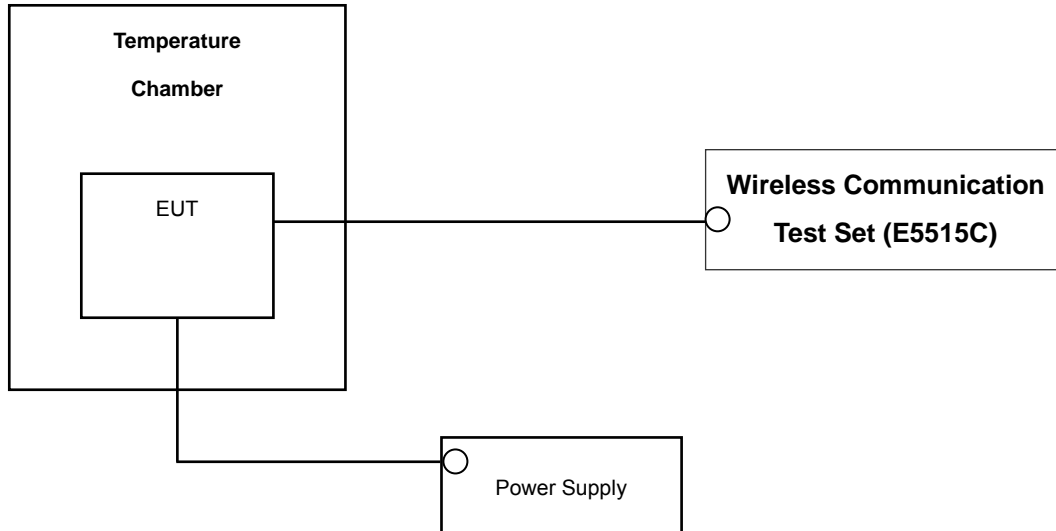 Temperature
Chamber
EUT
Wireless Communication
Test Set (E5515C)
Power Supply